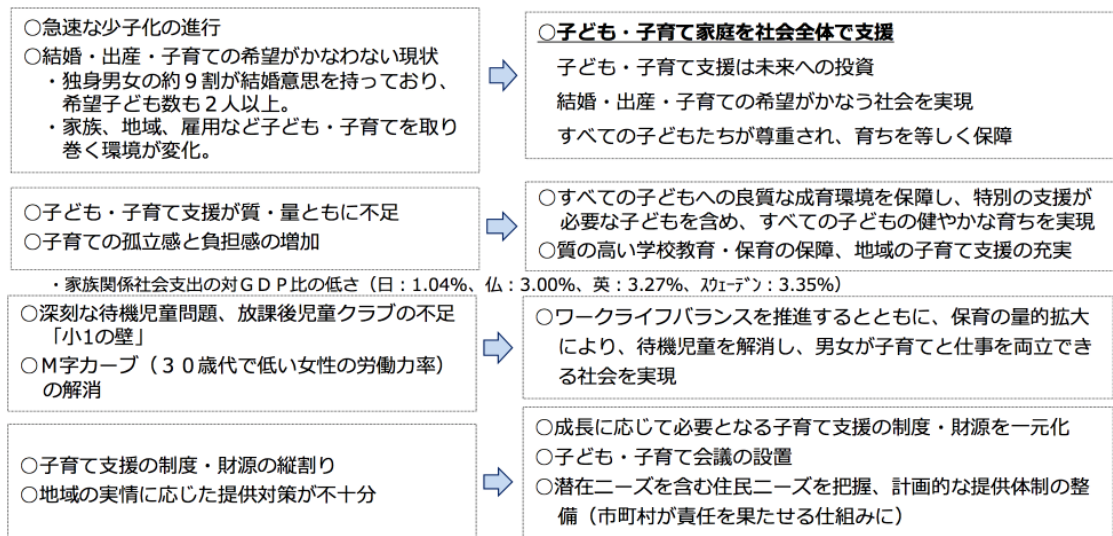 ○急速な少子化の進行
○結婚・出産・子育ての希望がかなわない現状
・独身男女の約９割が結婚意思を持っており、
希望子ども数も２人以上。
・家族、地域、雇用など子ども・子育てを取り
巻く環境が変化。
○子ども・子育て家庭を社会全体で支援
子ども・子育て支援は未来への投資
結婚・出産・子育ての希望がかなう社会を実現
すべての子どもたちが尊重され、育ちを等しく保障
○子ども・子育て支援が質・量ともに不足
○子育ての孤立感と負担感の増加
○すべての子どもへの良質な成育環境を保障し、特別の支援が
必要な子どもを含め、すべての子どもの健やかな育ちを実現
○質の高い学校教育・保育の保障、地域の子育て支援の充実
・家族関係社会支出の対ＧＤＰ比の低さ（日：1.04%、仏：3.00%、英：3.27%、ｽｳｪｰﾃﾞﾝ：3.35%）
○深刻な待機児童問題、放課後児童クラブの不足
「小1の壁」
○Ｍ字カーブ（３０歳代で低い女性の労働力率）
の解消
○ワークライフバランスを推進するとともに、保育の量的拡大
により、待機児童を解消し、男女が子育てと仕事を両立でき
る社会を実現
○子育て支援の制度・財源の縦割り
○地域の実情に応じた提供対策が不十分
○成長に応じて必要となる子育て支援の制度・財源を一元化
○子ども・子育て会議の設置
○潜在ニーズを含む住民ニーズを把握、計画的な提供体制の整
備（市町村が責任を果たせる仕組みに）